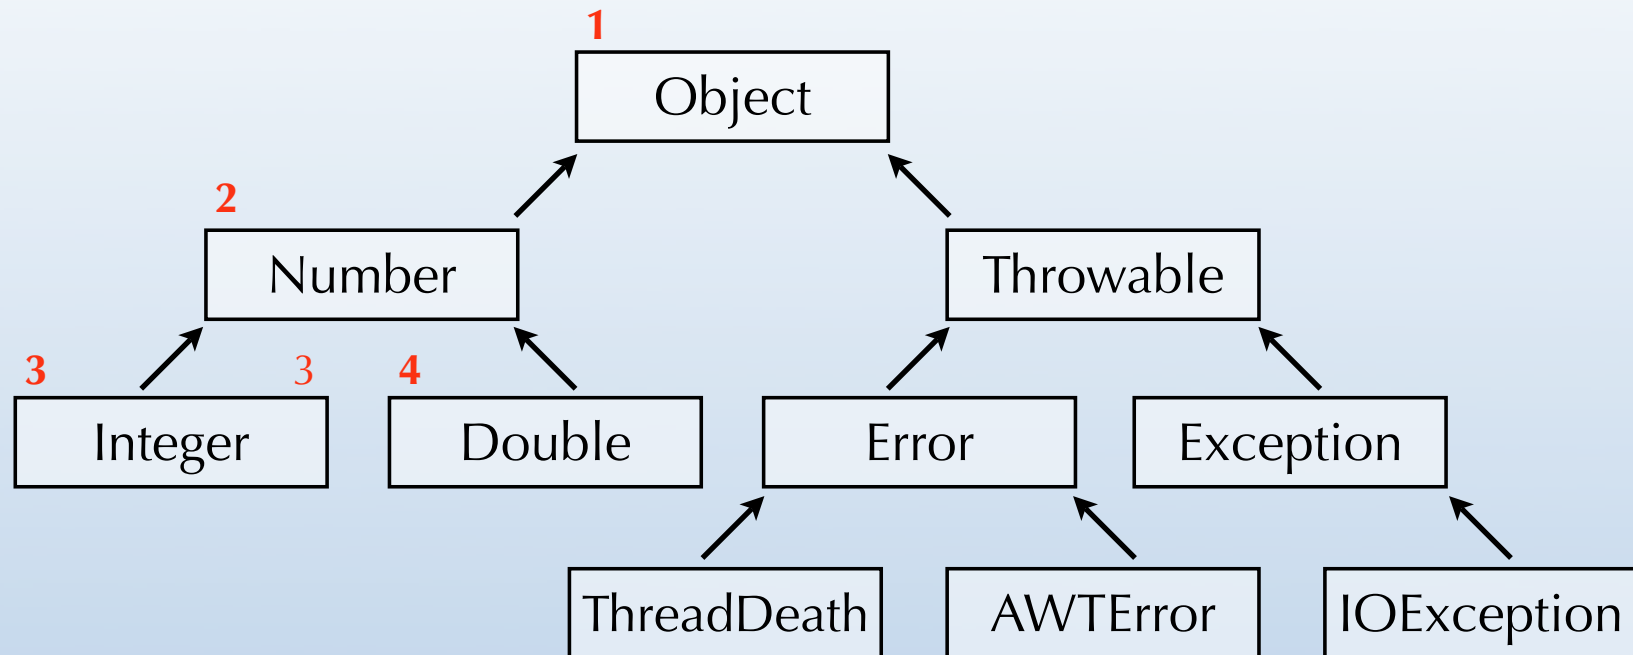 1
Object
2
Number
Throwable
3
3
4
Integer
Double
Error
Exception
ThreadDeath
AWTError
IOException